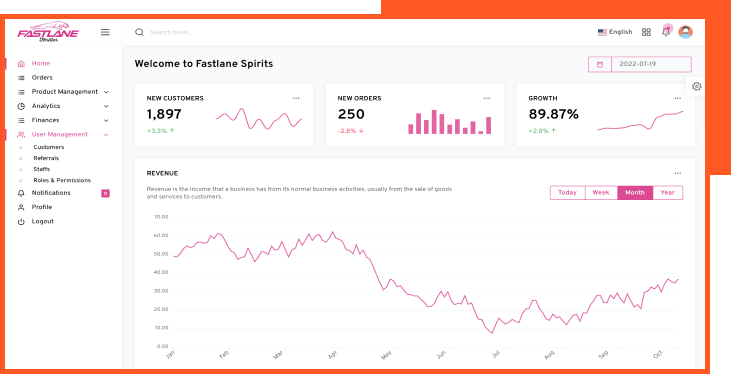 FASTLANE
Thriller
Search here...
English
Home
Orders
Product Management
Analytics
Finances
User Management
Customers
Referrals
Staffs
Roles & Permissions
Notifications
Profile
Logout
Welcome to Fastlane Spirits
2022-07-19
NEW CUSTOMERS
1,897
+3.3% ↑
NEW ORDERS
250
-2.8% ↓
GROWTH
89.87%
+2.8% ↑
REVENUE
Revenue is the income that a business has from its normal business activities, usually from the sale of goods
and services to customers.
Today Week Month Year
70.00
60.00
50.00
40.00
30.00
20.00
10.00
0.00
Jan Feb Mar Apr May Jun Jul Aug Sep Oct